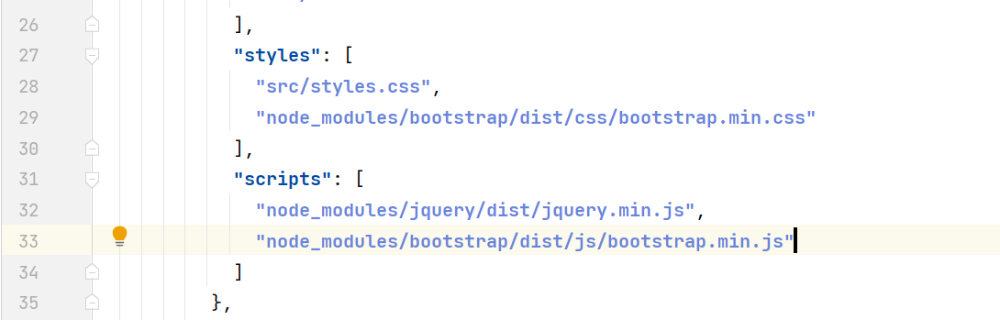 26 ],
27 "styles": [
28 "src/styles.css",
29 "node_modules/bootstrap/dist/css/bootstrap.min.css"
30 ],
31 "scripts": [
32 "node_modules/jquery/dist/jquery.min.js",
33 "node_modules/bootstrap/dist/js/bootstrap.min.js"
34 ]
35 },